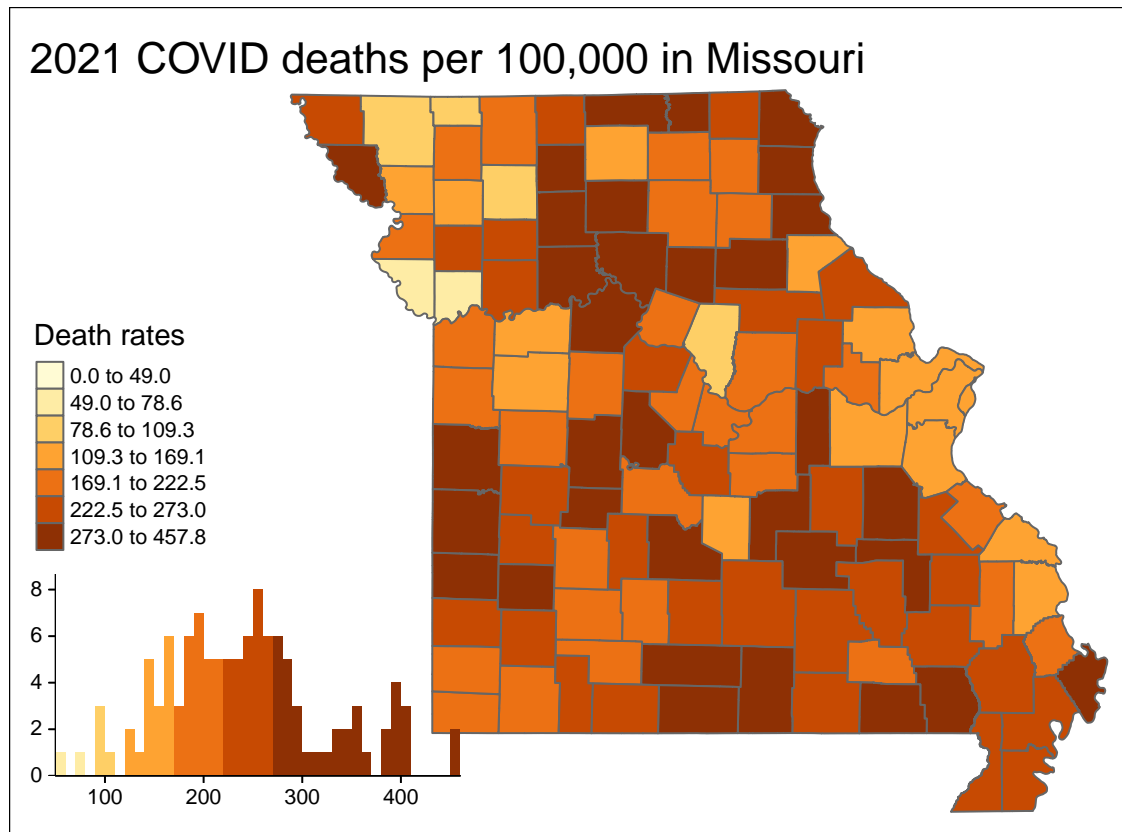 2021 COVID deaths per 100,000 in Missouri
Death rates
0.0 to 49.0
49.0 to 78.6
78.6 to 109.3
109.3 to 169.1
169.1 to 222.5
222.5 to 273.0
273.0 to 457.8
8
6
4
2
0
100 200 300 400